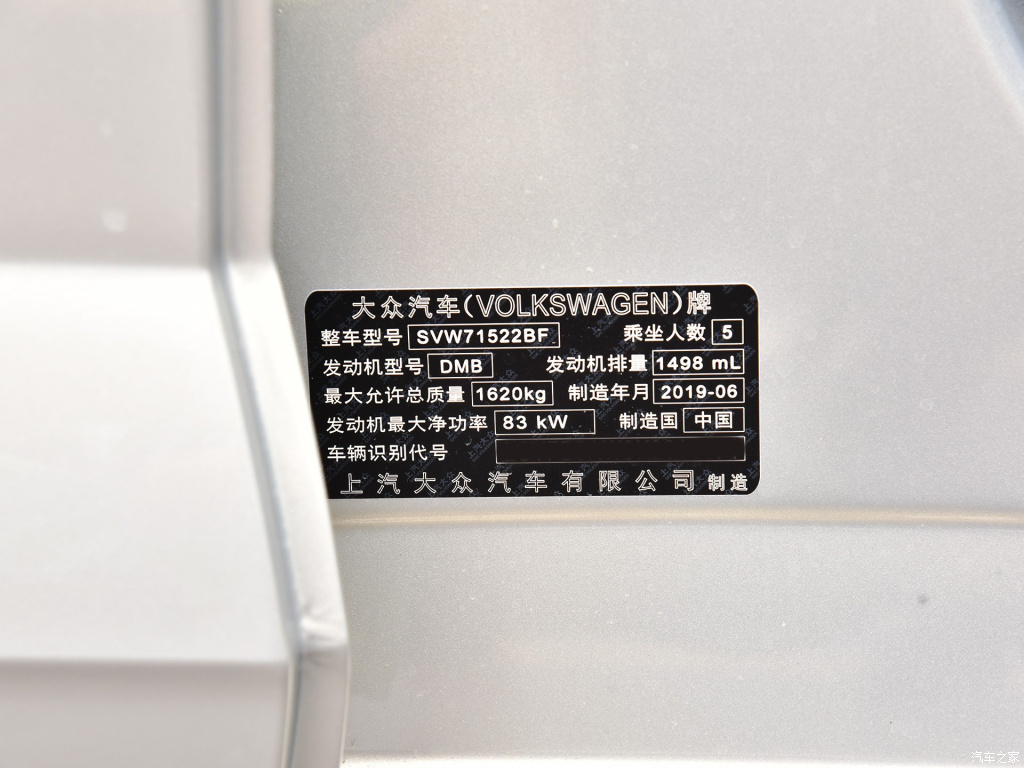 大众汽车(VOLKSWAGEN)牌
整车型号 SVW71522BF 乘坐人数 5
发动机型号 DMB 发动机排量 1498 mL
最大允许总质量 1620kg 制造年月 2019-06
发动机最大净功率 83 kW 制造国 中国
车辆识别代号
上汽大众汽车有限公司 制造
汽车之家